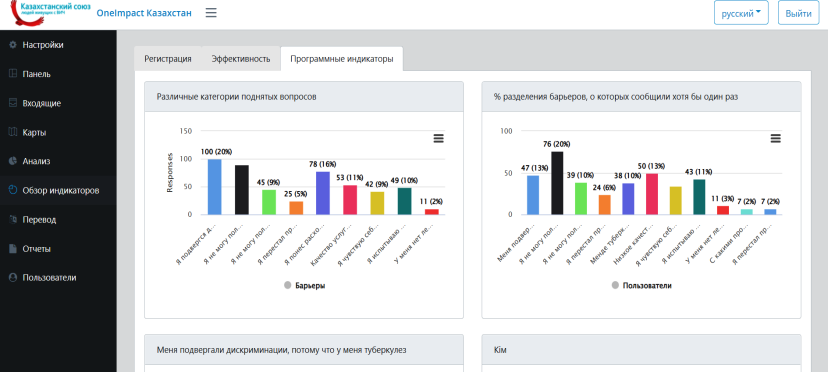 Казахстанский союз
людей живущих с ВИЧ
OneImpact Казахстан
русский
Выйти
Настройки
Панель
Входящие
Карты
Анализ
Обзор индикаторов
Перевод
Отчеты
Пользователи
Регистрация Эффективность Программные индикаторы
Различные категории поднятых вопросов
Responses
150
100
50
0
100 (20%)
45 (9%)
25 (5%)
78 (16%)
53 (11%)
42 (9%)
49 (10%)
11 (2%)
Я подвергся д...
Я не могу пол...
Я не могу пол...
Я перестал пр...
Я понес расхо...
Качество услуг...
Я чувствую себ...
Я испытываю ...
У меня нет ле...
Барьеры
% разделения барьеров, о которых сообщили хотя бы один раз
100
50
0
47 (13%)
76 (20%)
39 (10%)
24 (6%)
38 (10%)
50 (13%)
43 (11%)
11 (3%)
7 (2%)
7 (2%)
Меня подвер...
Я не могу пол...
Я не могу пол...
Я перестал пр...
Менде туберк...
Низкое качест...
Я чувствую себ...
Я испытываю ...
У меня нет ле...
С какими про...
Я перестал пр...
Пользователи
Меня подвергали дискриминации, потому что у меня туберкулез
Кім